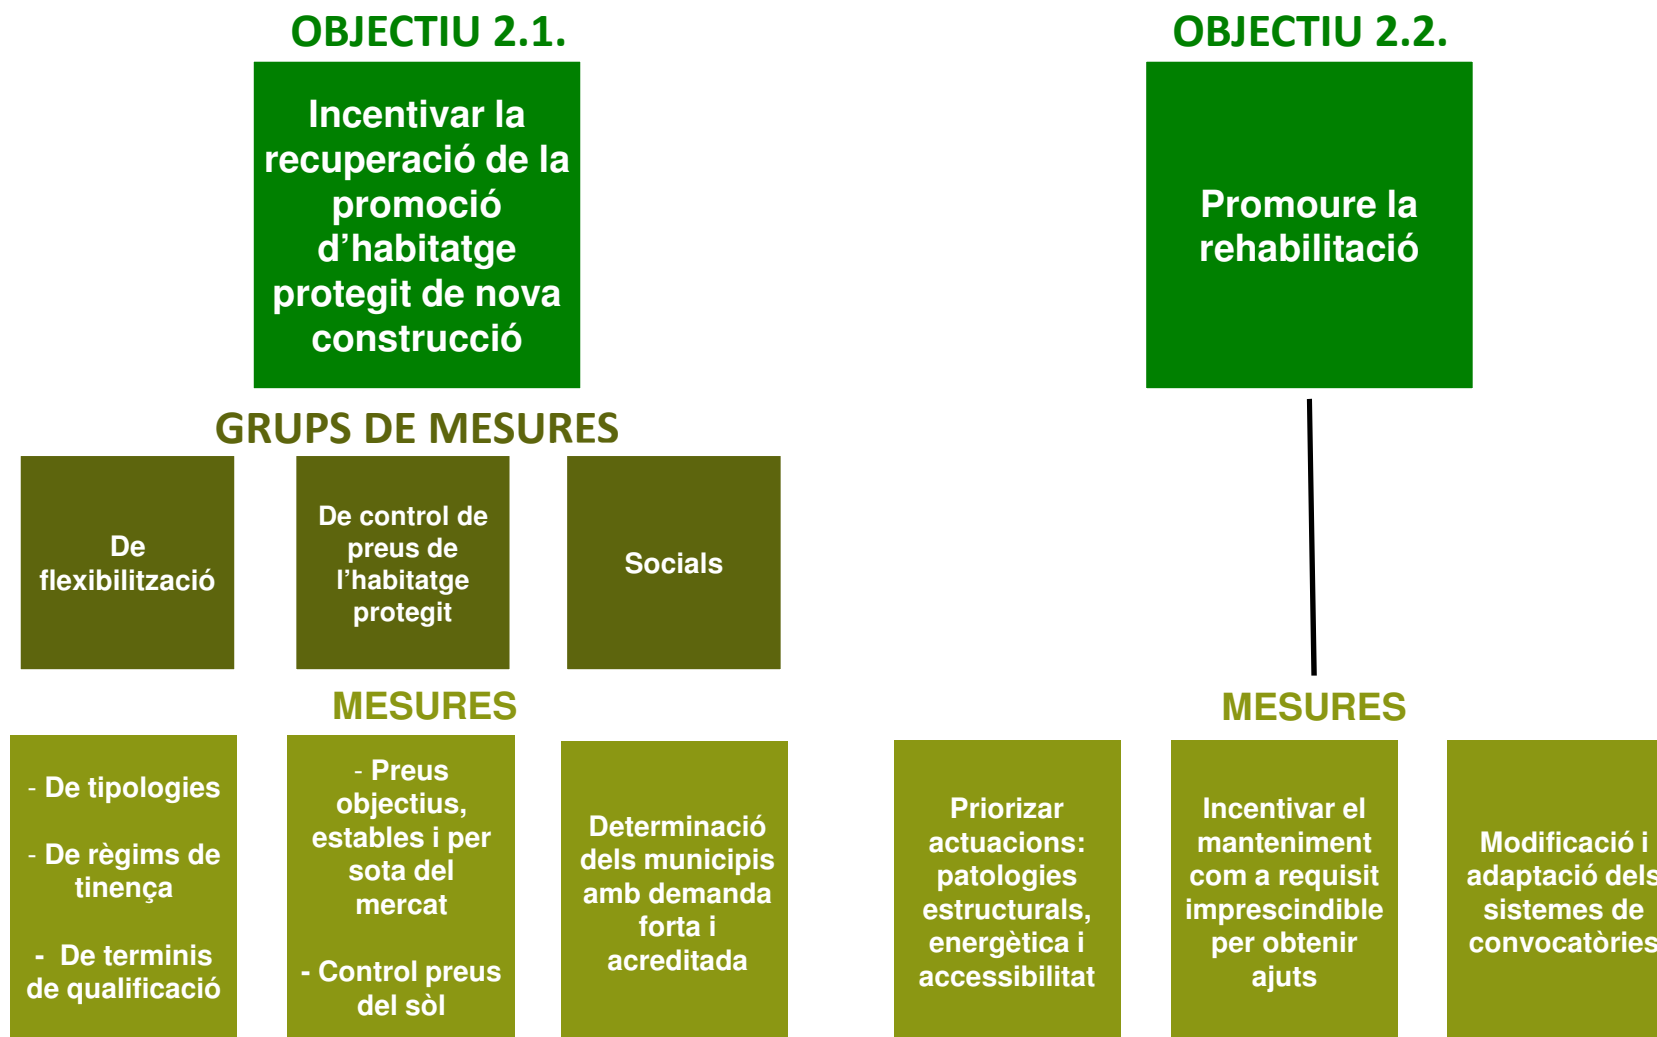 OBJECTIU 2.1.
Incentivar la
recuperació de la
promoció
d’habitatge
protegit de nova
construcció
GRUPS DE MESURES
De
flexibilització
De control de
preus de
l’habitatge
protegit
Socials
MESURES
- De tipologies
- De règims de
tinença
- De terminis
de qualificació
- Preus
objectius,
estables i per
sota del
mercat
- Control preus
del sòl
Determinació
dels municipis
amb demanda
forta i
acreditada
OBJECTIU 2.2.
Promoure la
rehabilitació
MESURES
Priorizar
actuacions:
patologies
estructurals,
energètica i
accessibilitat
Incentivar el
manteniment
com a requisit
imprescindible
per obtenir
ajuts
Modificació i
adaptació dels
sistemes de
convocatòries